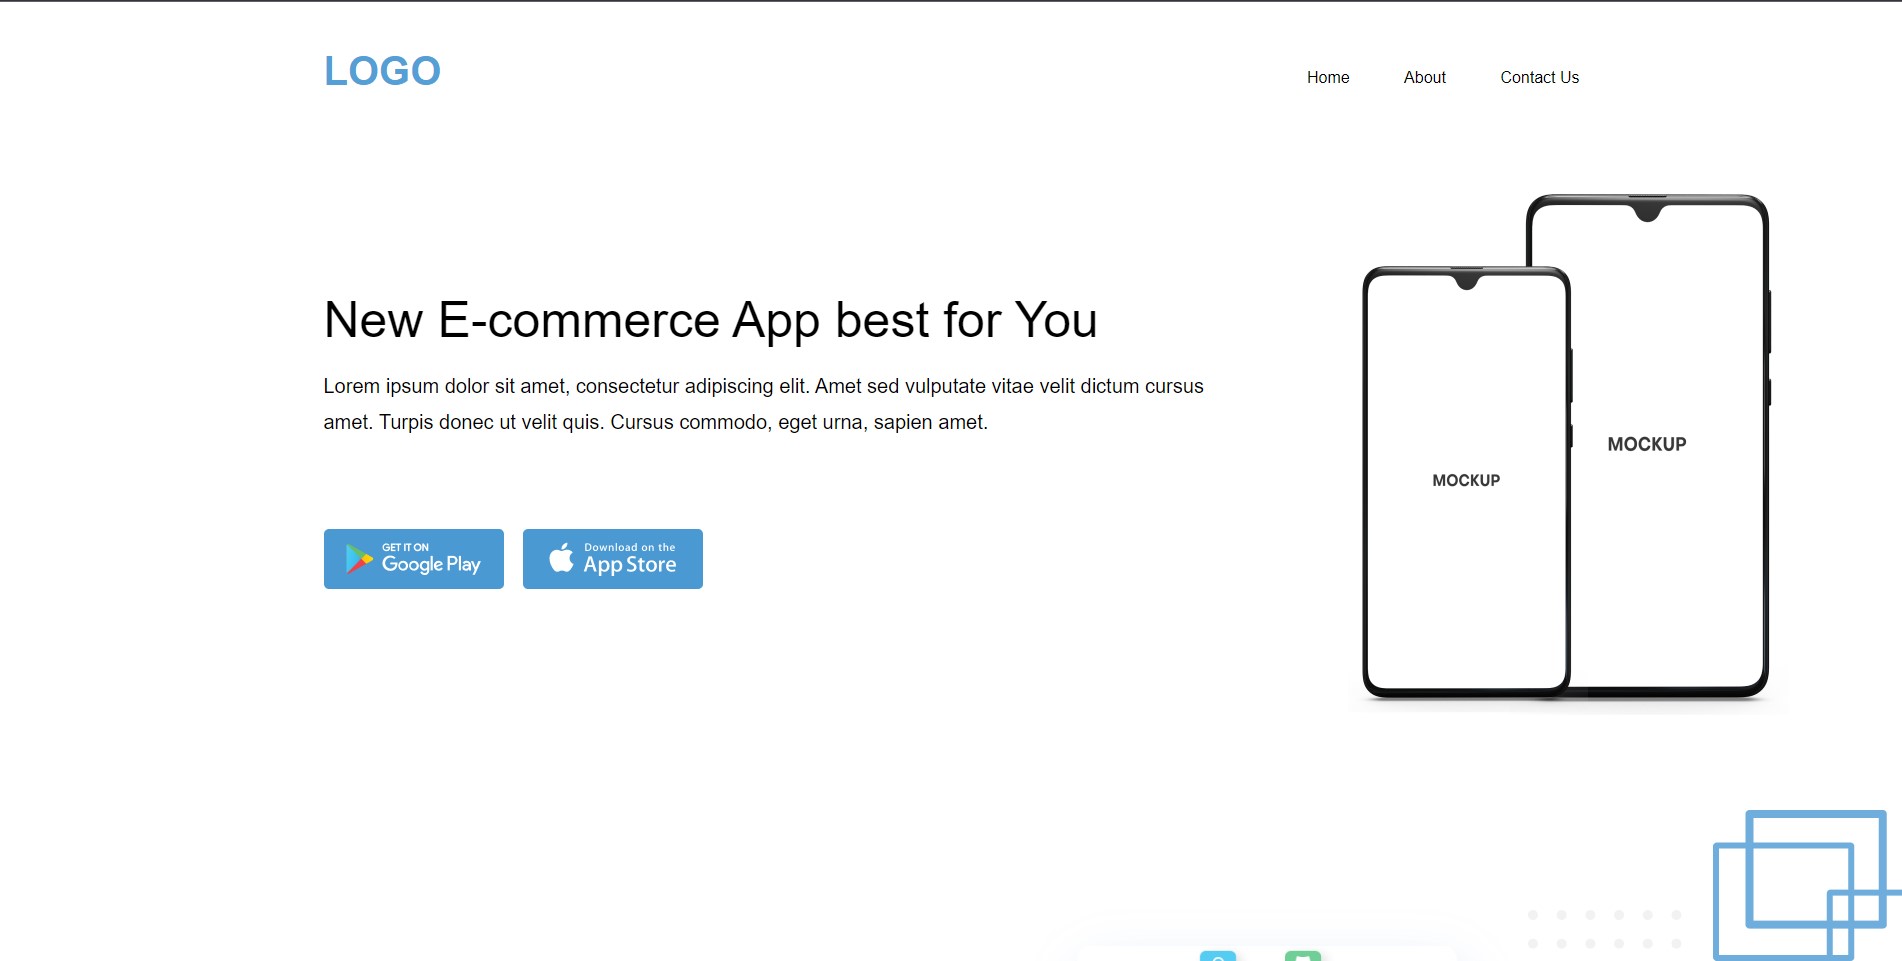 LOGO
Home
About
Contact Us
New E-commerce App best for You
Lorem ipsum dolor sit amet, consectetur adipiscing elit. Amet sed vulputate vitae velit dictum cursus
amet. Turpis donec ut velit quis. Cursus commodo, eget urna, sapien amet.
GET IT ON
Google Play
Download on the
App Store
MOCKUP
MOCKUP